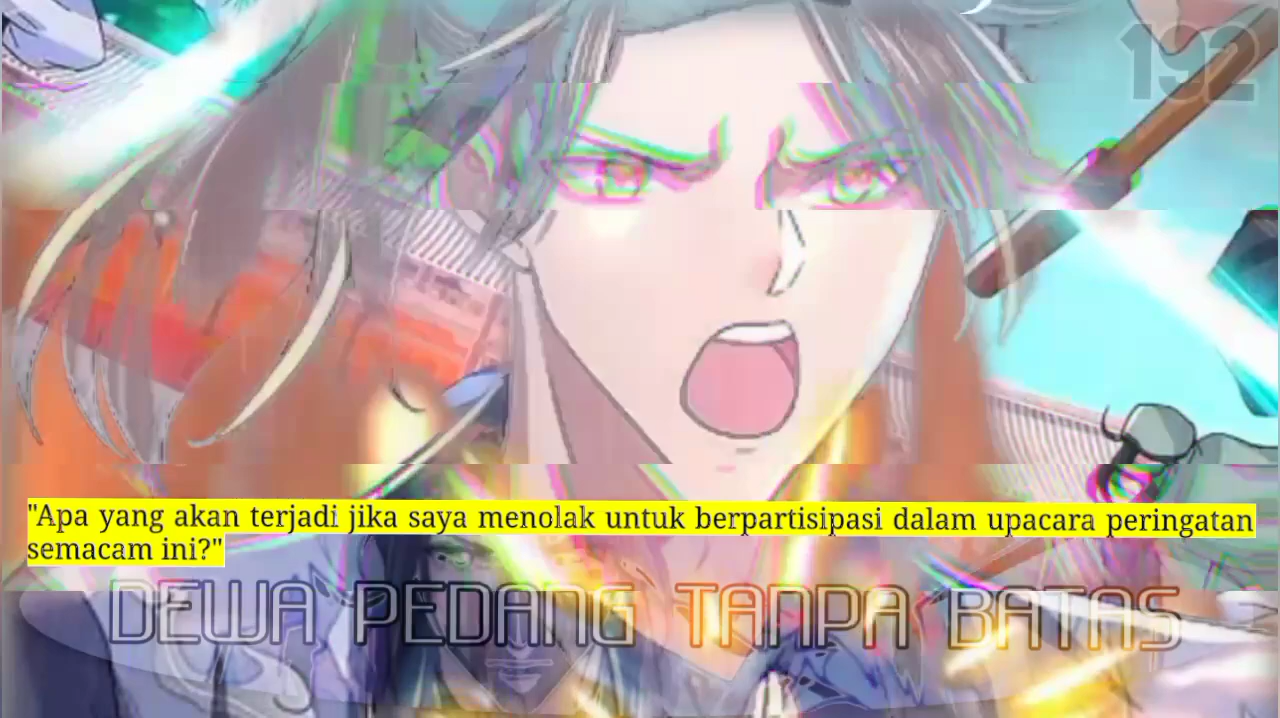 192
"Apa yang akan terjadi jika saya menolak untuk berpartisipasi dalam upacara peringatan
semacam ini?"
DEWA PEDANG TANPA BATAS